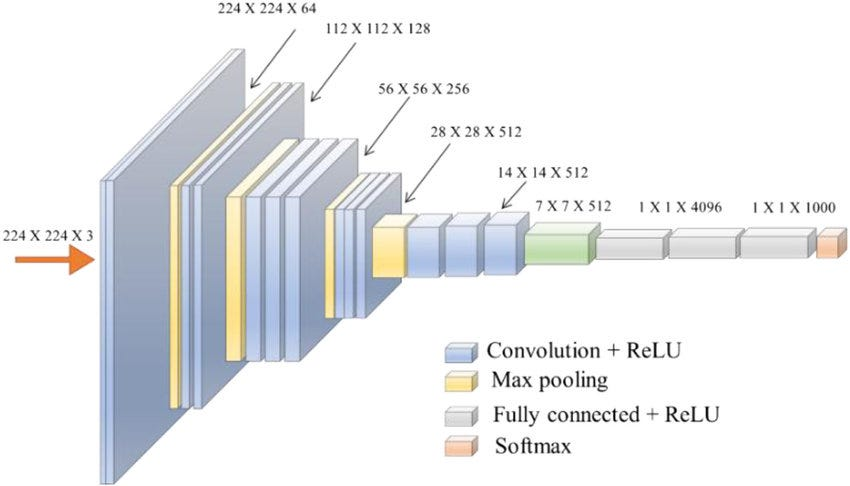 224 X 224 X 64
112 X 112 X 128
56 X 56 X 256
28 X 28 X 512
14 X 14 X 512
7 X 7 X 512
1 X 1 X 4096
1 X 1 X 1000
224 X 224 X 3
Convolution + ReLU
Max pooling
Fully connected + ReLU
Softmax